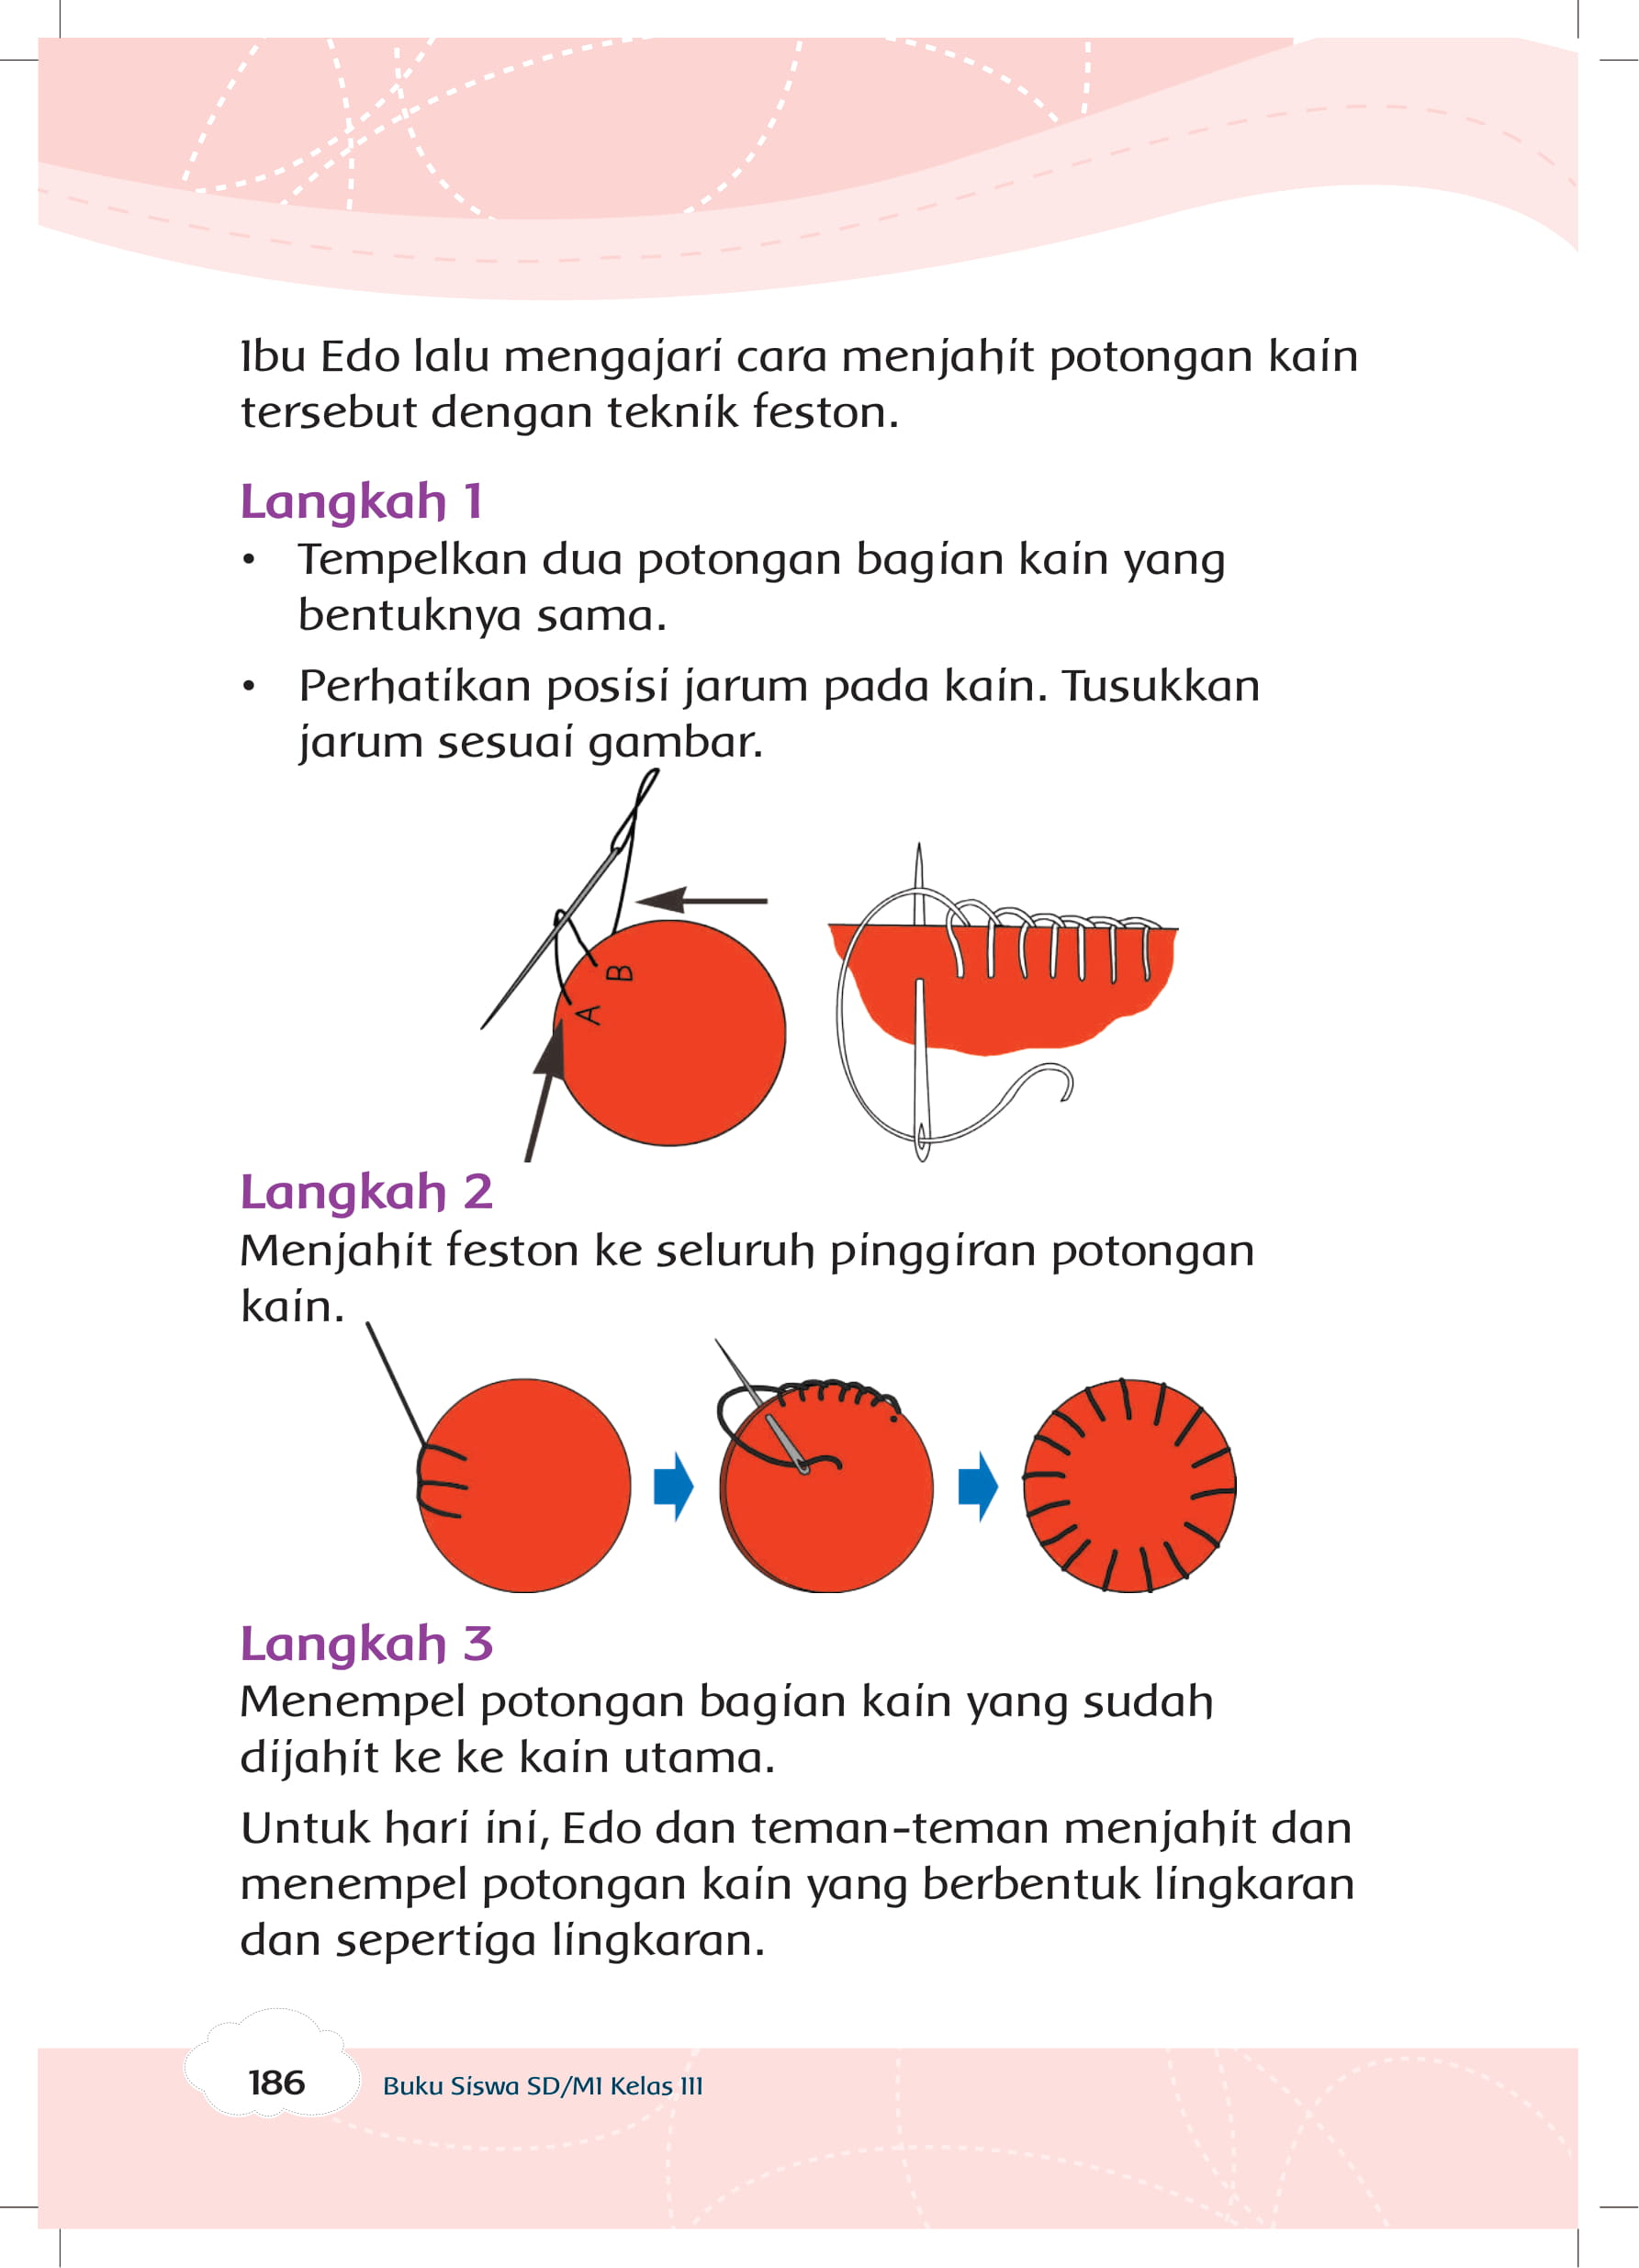 Ibu Edo lalu mengajari cara menjahit potongan kain
tersebut dengan teknik feston.
Langkah 1
• Tempelkan dua potongan bagian kain yang
bentuknya sama.
• Perhatikan posisi jarum pada kain. Tusukkan
jarum sesuai gambar.
B
A
Langkah 2
Menjahit feston ke seluruh pinggiran potongan
kain.
Langkah 3
Menempel potongan bagian kain yang sudah
dijahit ke ke kain utama.
Untuk hari ini, Edo dan teman-teman menjahit dan
menempel potongan kain yang berbentuk lingkaran
dan sepertiga lingkaran.
186 Buku Siswa SD/MI Kelas III